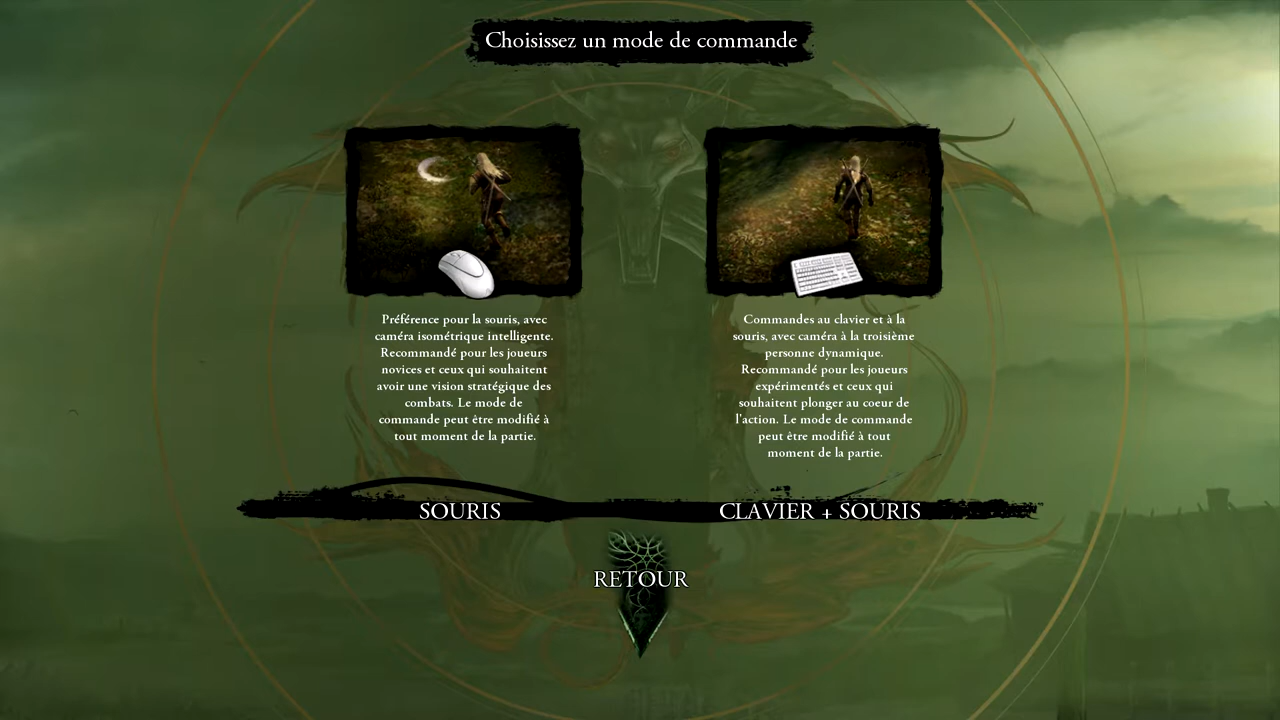 Choisissez un mode de commande
Préférence pour la souris, avec
caméra isométrique intelligente.
Recommandé pour les joueurs
novices et ceux qui souhaitent
avoir une vision stratégique des
combats. Le mode de
commande peut être modifié à
tout moment de la partie.
Commandes au clavier et à la
souris, avec caméra à la troisième
personne dynamique.
Recommandé pour les joueurs
expérimentés et ceux qui
souhaitent plonger au coeur de
l'action. Le mode de commande
peut être modifié à tout
moment de la partie.
SOURIS
CLAVIER + SOURIS
RETOUR